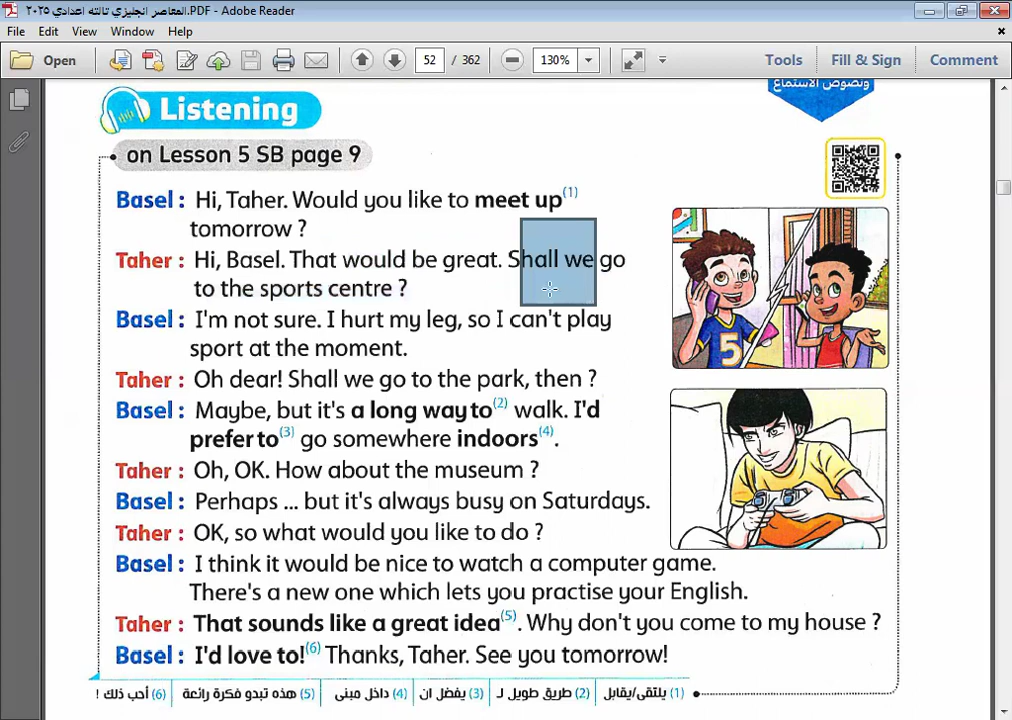 المعاصر انجليزي تالته اعدادي ٢٠٢٥.PDF - Adobe Reader
File Edit View Window Help
Open 52 / 362 130% Tools Fill & Sign Comment
ونصوص الاستماع
Listening
on Lesson 5 SB page 9
Basel : Hi, Taher. Would you like to meet up(1)
tomorrow ?
Taher : Hi, Basel. That would be great. Shall we go
to the sports centre ?
Basel : I'm not sure. I hurt my leg, so I can't play
sport at the moment.
Taher : Oh dear! Shall we go to the park, then ?
Basel : Maybe, but it's a long way to(2) walk. I'd
prefer to(3) go somewhere indoors(4).
Taher : Oh, OK. How about the museum ?
Basel : Perhaps ... but it's always busy on Saturdays.
Taher : OK, so what would you like to do ?
Basel : I think it would be nice to watch a computer game.
There's a new one which lets you practise your English.
Taher : That sounds like a great idea(5). Why don't you come to my house ?
Basel : I'd love to!(6) Thanks, Taher. See you tomorrow!
(1) يلتقى/يقابل (2) طريق طويل لـ (3) يفضل ان (4) داخل مبنى (5) هذه تبدو فكرة رائعة (6) أحب ذلك !
5